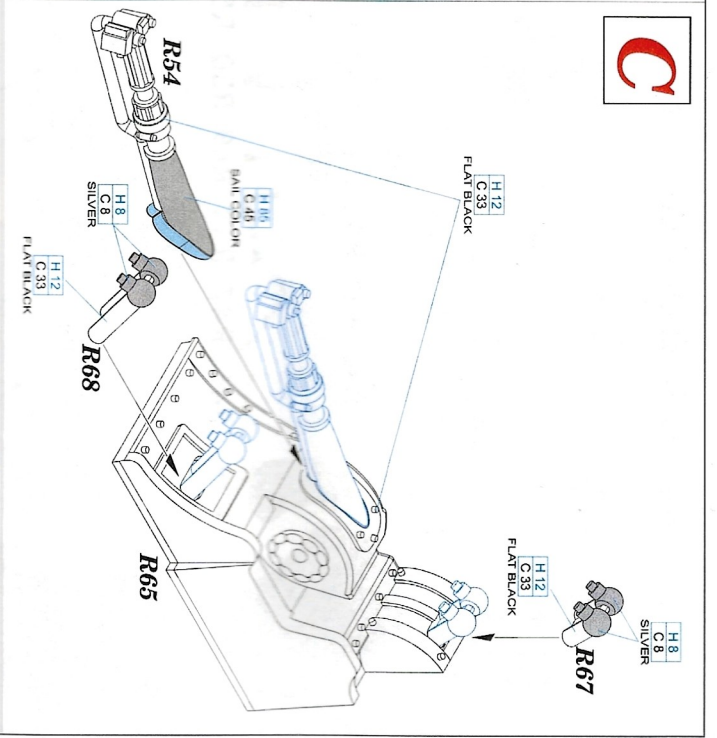 C
R54
H 12
C 33
FLAT BLACK
H 85
C 45
SAIL COLOR
H 8
C 8
SILVER
H 12
C 33
FLAT BLACK
R68
R65
H 12
C 33
FLAT BLACK
H 8
C 8
SILVER
R67